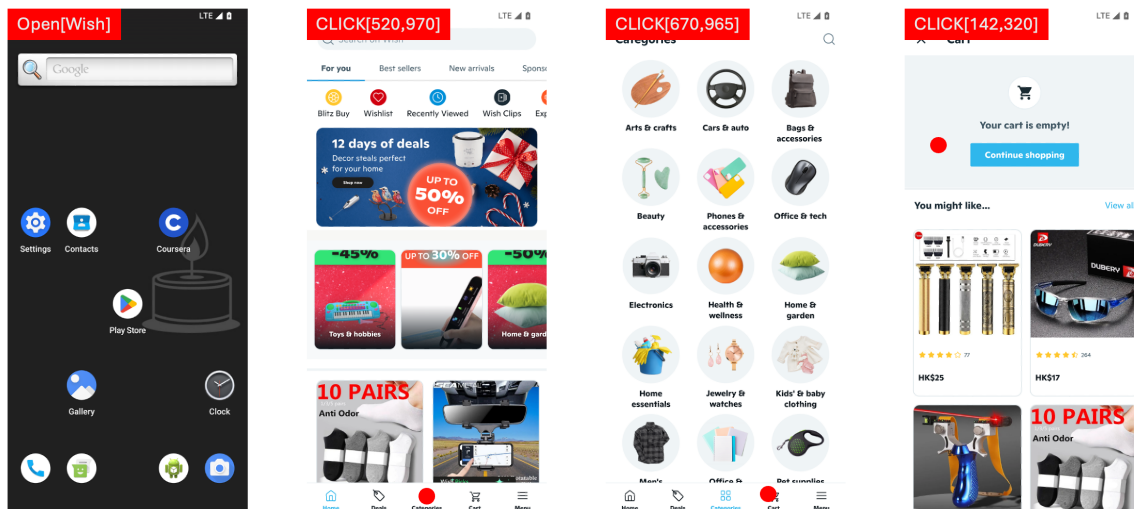 Open[Wish]
LTE
Google
Settings
Contacts
Coursera
Play Store
Gallery
Clock
CLICK[520,970]
LTE
Search on Wish
For you
Best sellers
New arrivals
Blitz Buy
Wishlist
Recently Viewed
Wish Clips
12 days of deals
Decor steals perfect
for your home
Shop now
UP TO
50%
OFF
-45%
UP TO 30% OFF
-50%
Toys & hobbies
Home & gard
10 PAIRS
Anti Odor
SEAMETAL
Home
Deals
Categories
Cart
Menu
CLICK[670,965]
LTE
Categories
Arts & crafts
Cars & auto
Bags &
accessories
Beauty
Phones &
accessories
Office & tech
Electronics
Health &
wellness
Home &
garden
Home
essentials
Jewelry &
watches
Kids' & baby
clothing
Men's
Office &
Pet supplies
Home
Deals
Categories
Cart
Menu
CLICK[142,320]
LTE
Cart
Your cart is empty!
Continue shopping
You might like...
View all
DUBERY
DUBERY
77
264
HK$25
HK$17
10 PAIRS
Anti Odor